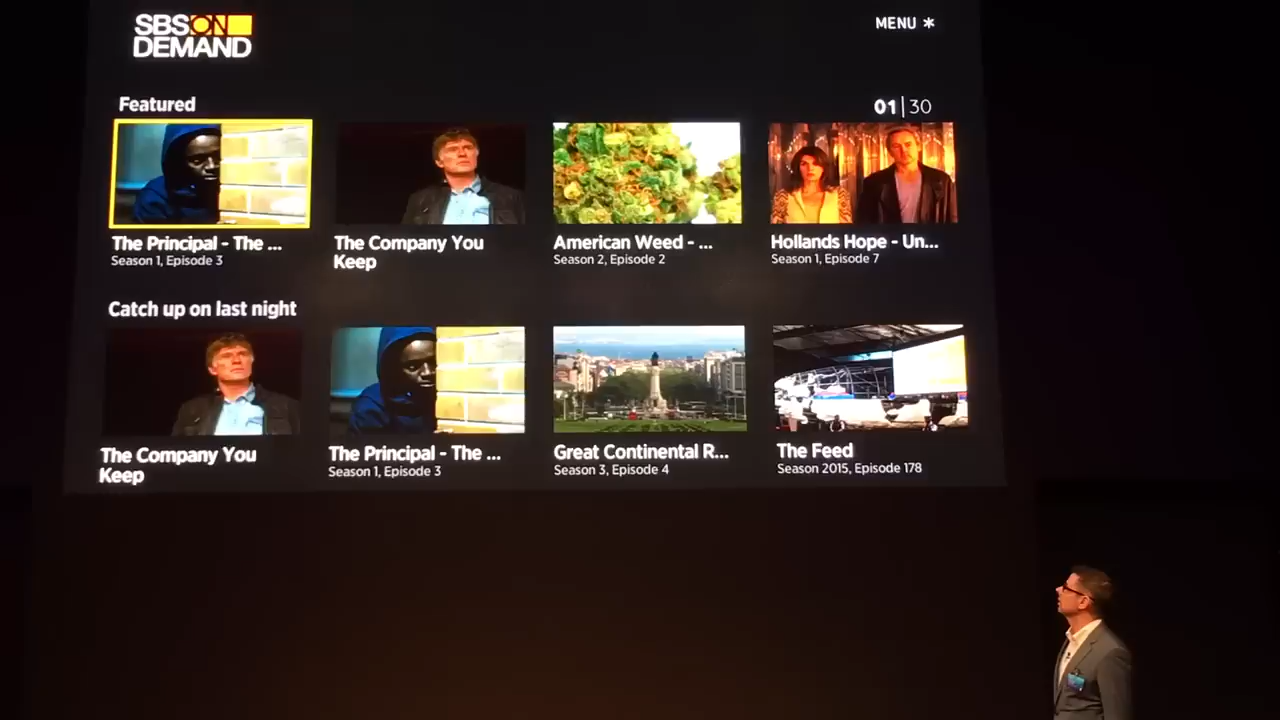 SBS ON
DEMAND
MENU *
Featured
01|30
The Principal - The ...
Season 1, Episode 3
The Company You
Keep
American Weed - ...
Season 2, Episode 2
Hollands Hope - Un...
Season 1, Episode 7
Catch up on last night
The Company You
Keep
The Principal - The ...
Season 1, Episode 3
Great Continental R...
Season 3, Episode 4
The Feed
Season 2015, Episode 178